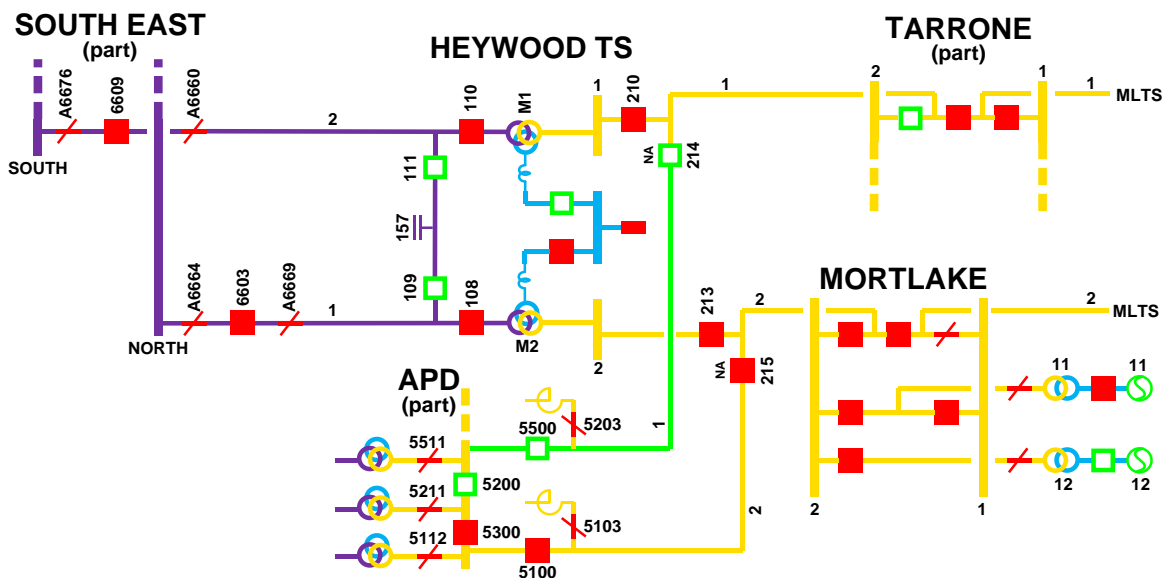 SOUTH EAST
(part)
HEYWOOD TS
TARRONE
(part)
A6676
6609
A6660
2
110
M1
1
210
1
2
1
1
MLTS
SOUTH
111
NA
214
157
109
A6664
6603
A6669
1
108
NORTH
M2
2
213
2
NA
215
MORTLAKE
2
MLTS
11
11
12
12
2
1
APD
(part)
5511
5500
5203
1
5211
5200
5112
5300
5103
5100
2